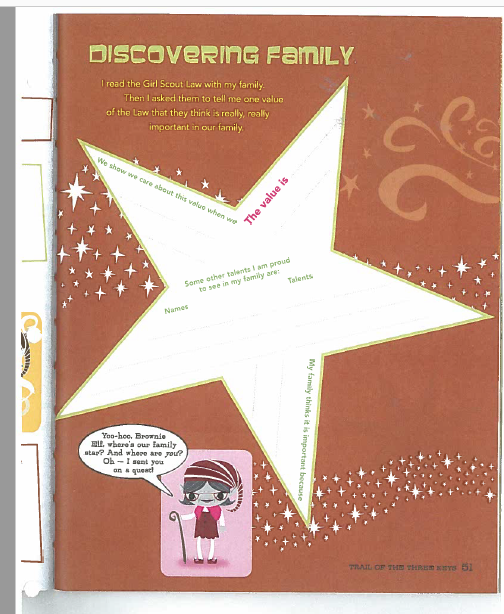 DISCOVERING FAMILY
I read the Girl Scout Law with my family.
Then I asked them to tell me one value
of the Law that they think is really, really
important in our family.
We show we care about this value when we
The value is
Some other talents I am proud
to see in my family are:
Names
Talents
My family thinks it is important because
Yoo-hoo, Brownie
Elf, where's our family
star? And where are you?
Oh — I sent you
on a quest!
TRAIL OF THE THREE KEYS 51